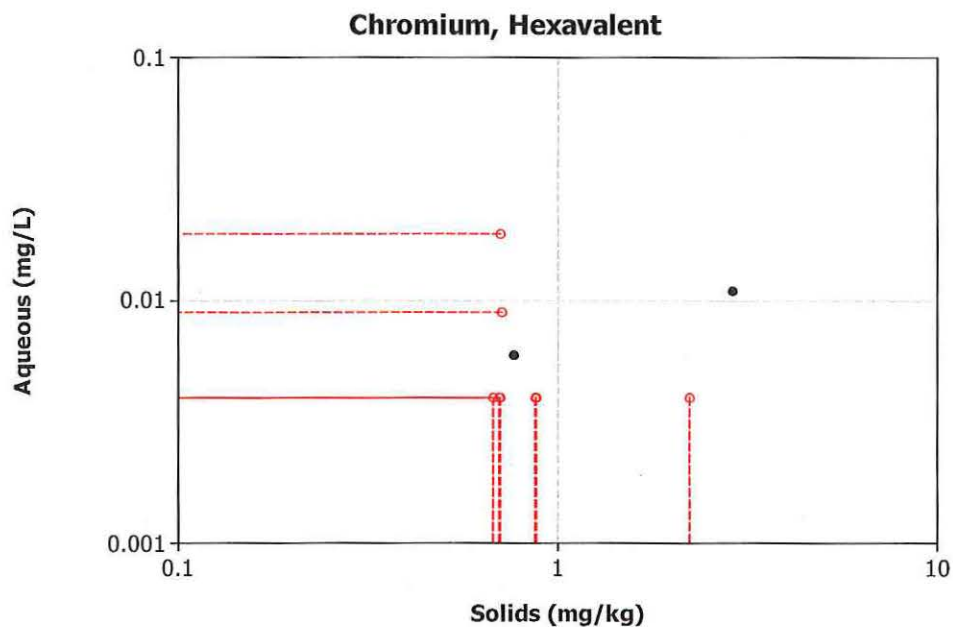 Chromium, Hexavalent
0.1
Aqueous (mg/L)
0.01
0.001
0.1
1
10
Solids (mg/kg)